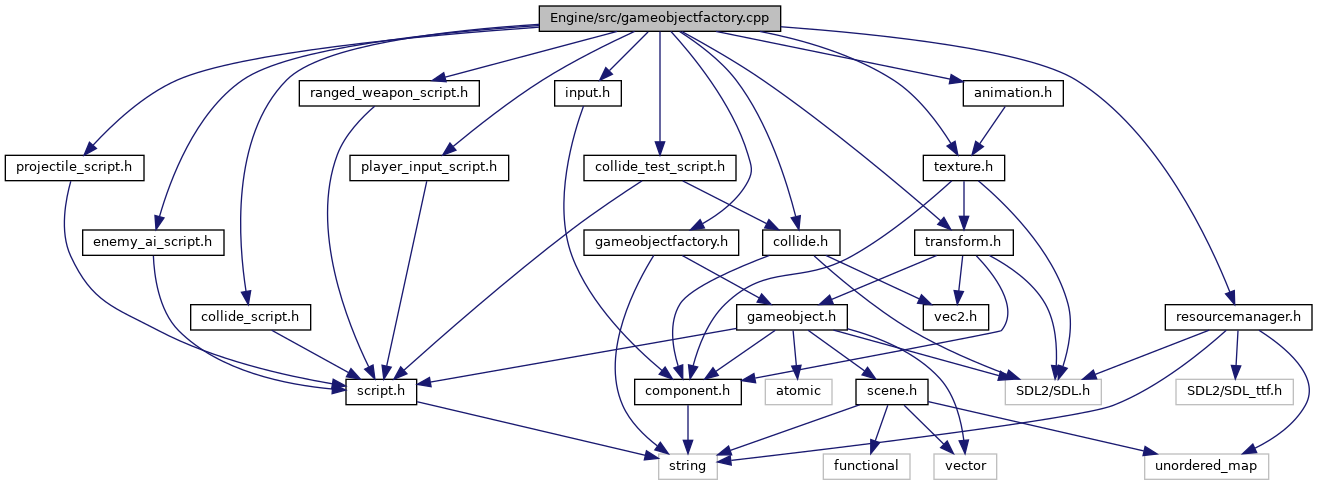 Engine/src/gameobjectfactory.cpp
ranged_weapon_script.h
input.h
animation.h
projectile_script.h
player_input_script.h
collide_test_script.h
texture.h
enemy_ai_script.h
gameobjectfactory.h
collide.h
transform.h
collide_script.h
gameobject.h
vec2.h
resourcemanager.h
script.h
component.h
atomic
scene.h
SDL2/SDL.h
SDL2/SDL_ttf.h
string
functional
vector
unordered_map